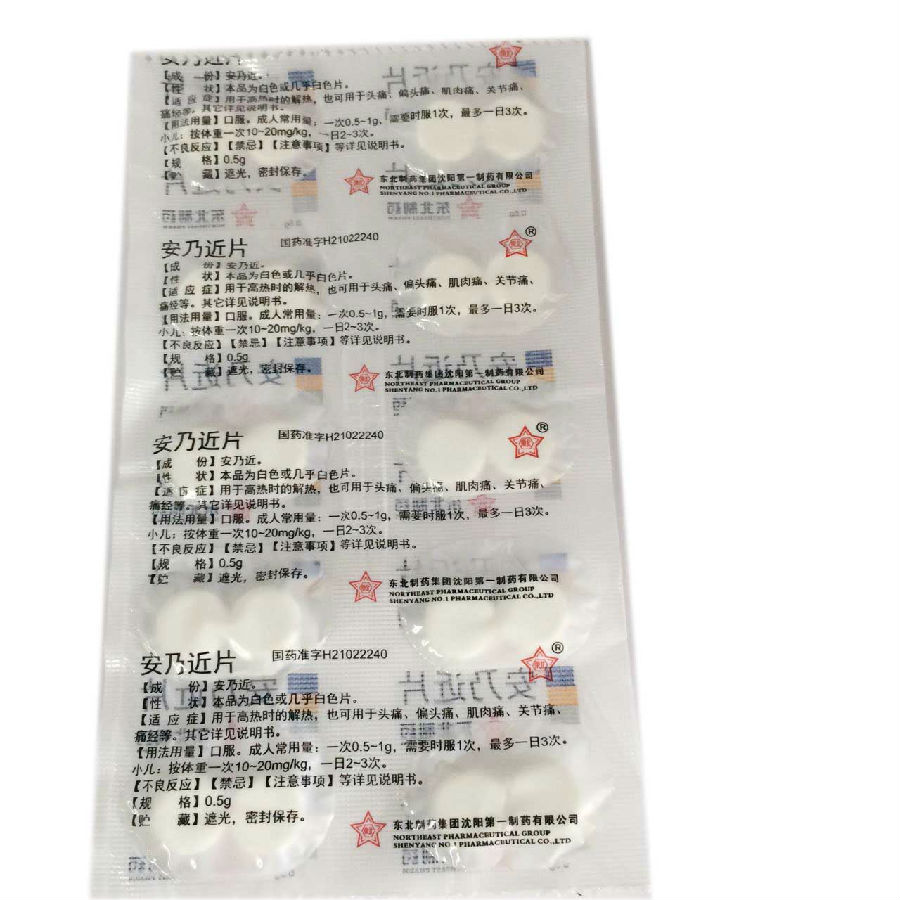 安乃近片
【成 份】安乃近。
【性 状】本品为白色或几乎白色片。
【适 应 症】用于高热时的解热,也可用于头痛、偏头痛、肌肉痛、关节痛、
痛经等。其它详见说明书。
【用法用量】口服。成人常用量:一次0.5~1g,需要时服1次,最多一日3次。
小儿:按体重一次10~20mg/kg,一日2~3次。
【不良反应】【禁忌】【注意事项】等详见说明书。
【规 格】0.5g
【贮 藏】遮光,密封保存。
东北制药集团沈阳第一制药有限公司
NORTHEAST PHARMACEUTICAL GROUP
SHENYANG NO.1 PHARMACEUTICAL CO.,LTD
东北制药
安乃近片 国药准字H21022240 ®
【成 份】安乃近。
【性 状】本品为白色或几乎白色片。
【适 应 症】用于高热时的解热,也可用于头痛、偏头痛、肌肉痛、关节痛、
痛经等。其它详见说明书。
【用法用量】口服。成人常用量:一次0.5~1g,需要时服1次,最多一日3次。
小儿:按体重一次10~20mg/kg,一日2~3次。
【不良反应】【禁忌】【注意事项】等详见说明书。
【规 格】0.5g
【贮 藏】遮光,密封保存。
东北制药集团沈阳第一制药有限公司
NORTHEAST PHARMACEUTICAL GROUP
SHENYANG NO.1 PHARMACEUTICAL CO.,LTD
安乃近片 国药准字H21022240 ®
【成 份】安乃近。
【性 状】本品为白色或几乎白色片。
【适 应 症】用于高热时的解热,也可用于头痛、偏头痛、肌肉痛、关节痛、
痛经等。其它详见说明书。
【用法用量】口服。成人常用量:一次0.5~1g,需要时服1次,最多一日3次。
小儿:按体重一次10~20mg/kg,一日2~3次。
【不良反应】【禁忌】【注意事项】等详见说明书。
【规 格】0.5g
【贮 藏】遮光,密封保存。
东北制药集团沈阳第一制药有限公司
NORTHEAST PHARMACEUTICAL GROUP
SHENYANG NO.1 PHARMACEUTICAL CO.,LTD
安乃近片 国药准字H21022240 ®
【成 份】安乃近。
【性 状】本品为白色或几乎白色片。
【适 应 症】用于高热时的解热,也可用于头痛、偏头痛、肌肉痛、关节痛、
痛经等。其它详见说明书。
【用法用量】口服。成人常用量:一次0.5~1g,需要时服1次,最多一日3次。
小儿:按体重一次10~20mg/kg,一日2~3次。
【不良反应】【禁忌】【注意事项】等详见说明书。
【规 格】0.5g
【贮 藏】遮光,密封保存。
东北制药集团沈阳第一制药有限公司
NORTHEAST PHARMACEUTICAL GROUP
SHENYANG NO.1 PHARMACEUTICAL CO.,LTD